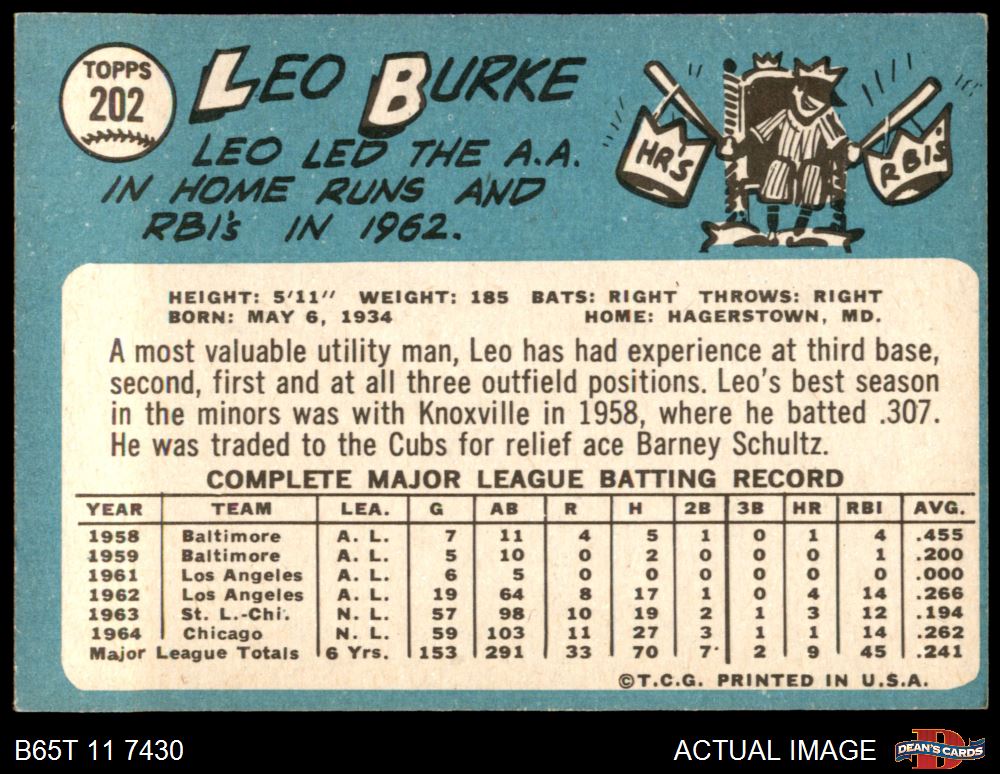 TOPPS
202
LEO BURKE
LEO LED THE A.A.
IN HOME RUNS AND
RBI's IN 1962.
HR'S
RBI'S
HEIGHT: 5'11" WEIGHT: 185 BATS: RIGHT THROWS: RIGHT
BORN: MAY 6, 1934 HOME: HAGERSTOWN, MD.
A most valuable utility man, Leo has had experience at third base,
second, first and at all three outfield positions. Leo's best season
in the minors was with Knoxville in 1958, where he batted .307.
He was traded to the Cubs for relief ace Barney Schultz.
COMPLETE MAJOR LEAGUE BATTING RECORD
YEAR TEAM LEA. G AB R H 2B 3B HR RBI AVG.
1958 Baltimore A. L. 7 11 4 5 1 0 1 4 .455
1959 Baltimore A. L. 5 10 0 2 0 0 0 1 .200
1961 Los Angeles A. L. 6 5 0 0 0 0 0 0 .000
1962 Los Angeles A. L. 19 64 8 17 1 0 4 14 .266
1963 St. L.-Chi. N. L. 57 98 10 19 2 1 3 12 .194
1964 Chicago N. L. 59 103 11 27 3 1 1 14 .262
Major League Totals 6 Yrs. 153 291 33 70 7 2 9 45 .241
©T.C.G. PRINTED IN U.S.A.
B65T 11 7430
ACTUAL IMAGE
DEAN'S CARDS